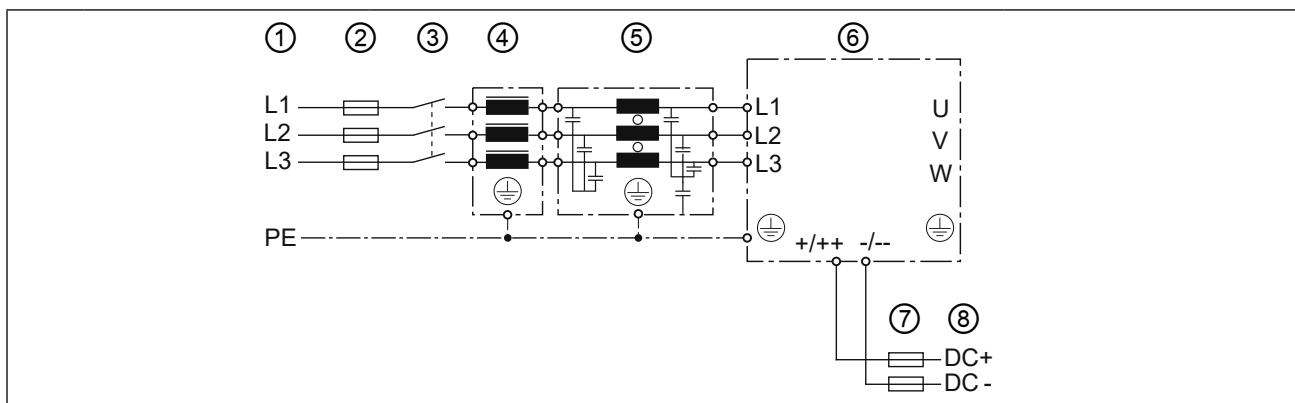 ① ② ③ ④ ⑤ ⑥
L1 L1 U
L2 L2 V
L3 L3 W
PE
+/++ -/--
⑦ ⑧
DC+
DC -